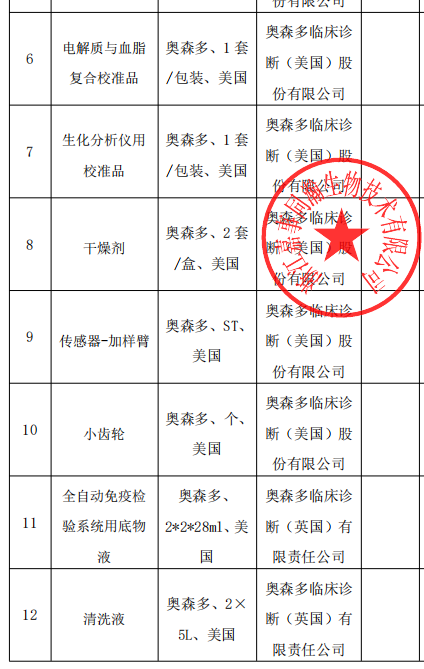 份有限公司
6
电解质与血脂
复合校准品
奥森多、1 套
/包装、美国
奥森多临床诊
断（美国）股
份有限公司
7
生化分析仪用
校准品
奥森多、1 套
/包装、美国
奥森多临床诊
断（美国）股
份有限公司
8
干燥剂
奥森多、2 套
/盒、美国
奥森多临床诊
断（美国）股
份有限公司
生物技术有限公司
9
传感器-加样臂
奥森多、ST、
美国
奥森多临床诊
断（美国）股
份有限公司
10
小齿轮
奥森多、个、
美国
奥森多临床诊
断（美国）股
份有限公司
11
全自动免疫检
验系统用底物
液
奥森多、
2*2*28ml、美
国
奥森多临床诊
断（英国）有
限责任公司
12
清洗液
奥森多、2×
5L、美国
奥森多临床诊
断（英国）有
限责任公司